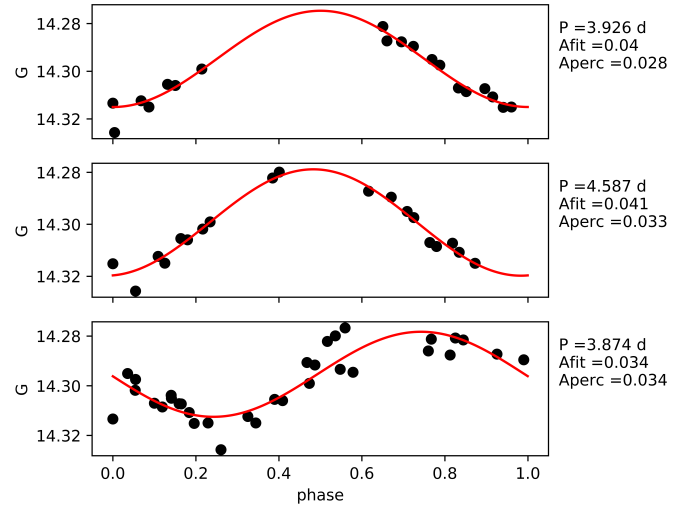 14.28
14.30
14.32
G
P =3.926 d
Afit =0.04
Aperc =0.028
14.28
14.30
14.32
G
P =4.587 d
Afit =0.041
Aperc =0.033
14.28
14.30
14.32
G
P =3.874 d
Afit =0.034
Aperc =0.034
0.0 0.2 0.4 0.6 0.8 1.0
phase